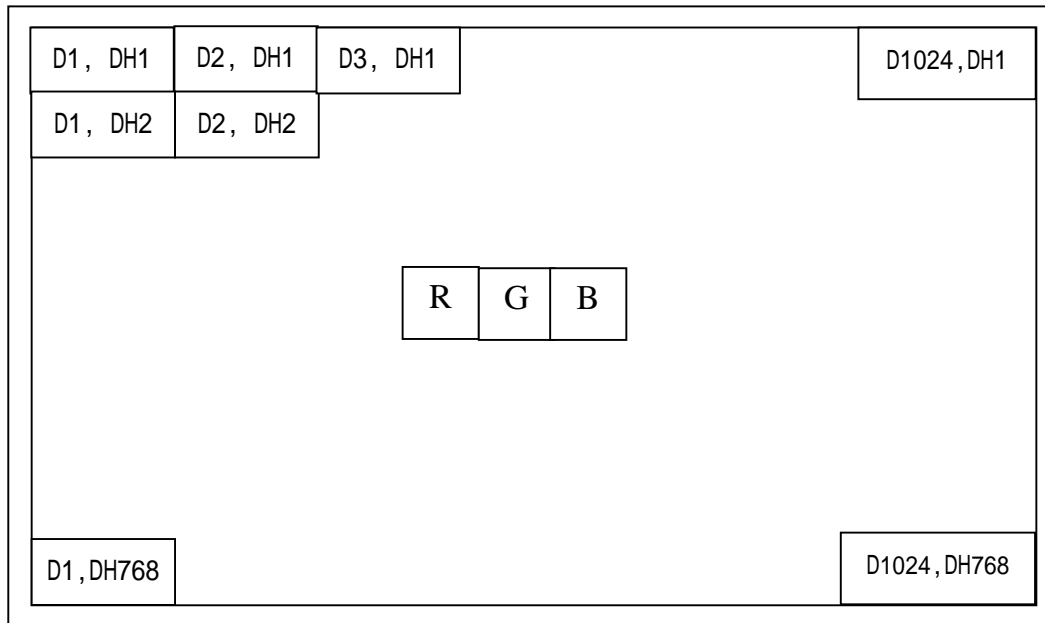 D1, DH1 D2, DH1 D3, DH1 D1024,DH1
D1, DH2 D2, DH2
R G B
D1,DH768 D1024,DH768